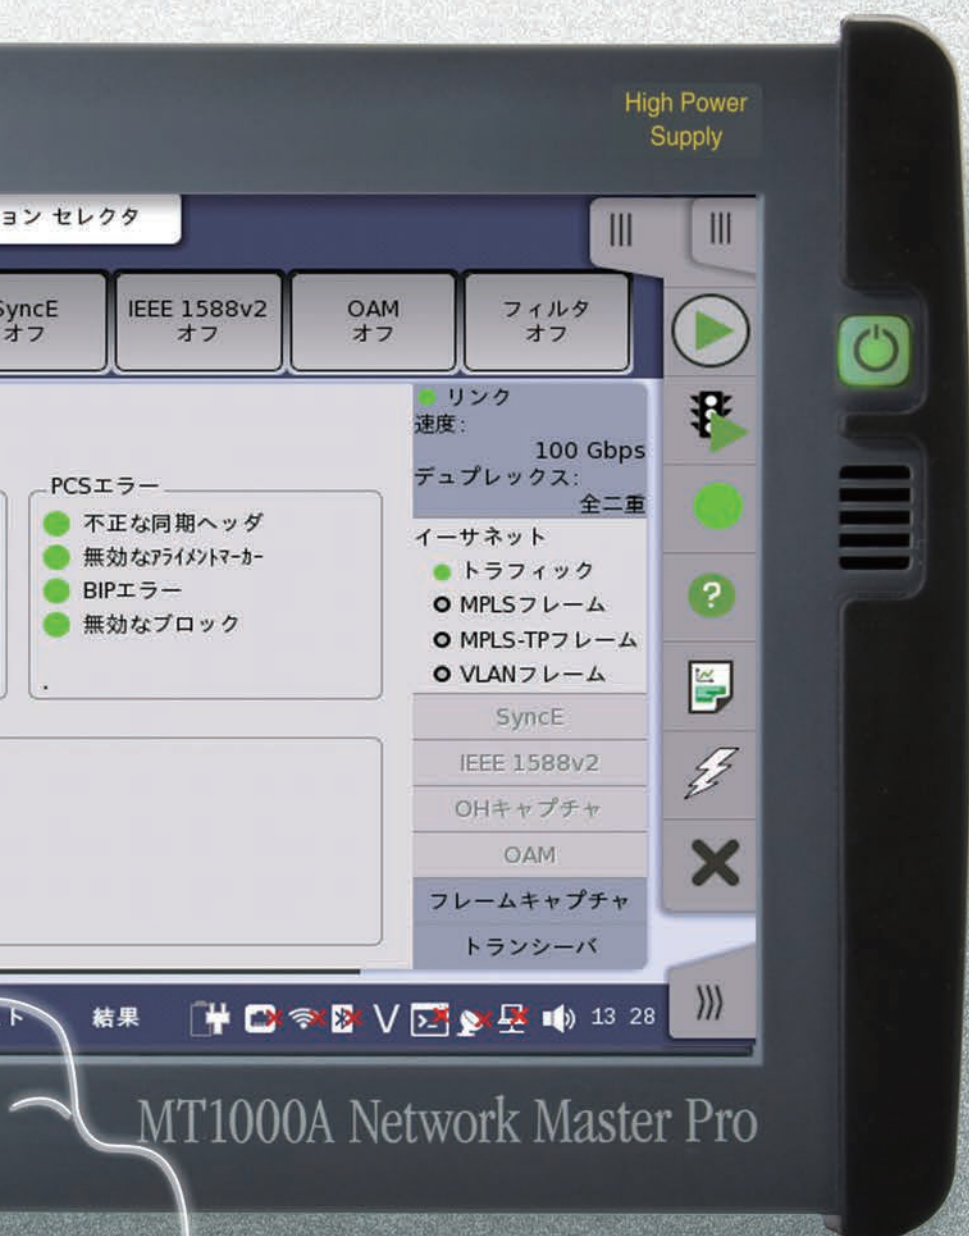 High Power
Supply
ョン セレクタ
SyncE
オフ
IEEE 1588v2
オフ
OAM
オフ
フィルタ
オフ
リンク
速度:
100 Gbps
デュプレックス:
全二重
PCSエラー
不正な同期ヘッダ
無効なアライメントマーカー
BIPエラー
無効なブロック
イーサネット
トラフィック
MPLSフレーム
MPLS-TPフレーム
VLANフレーム
SyncE
IEEE 1588v2
OHキャプチャ
OAM
フレームキャプチャ
トランシーバ
ト
結果
13 28
MT1000A Network Master Pro